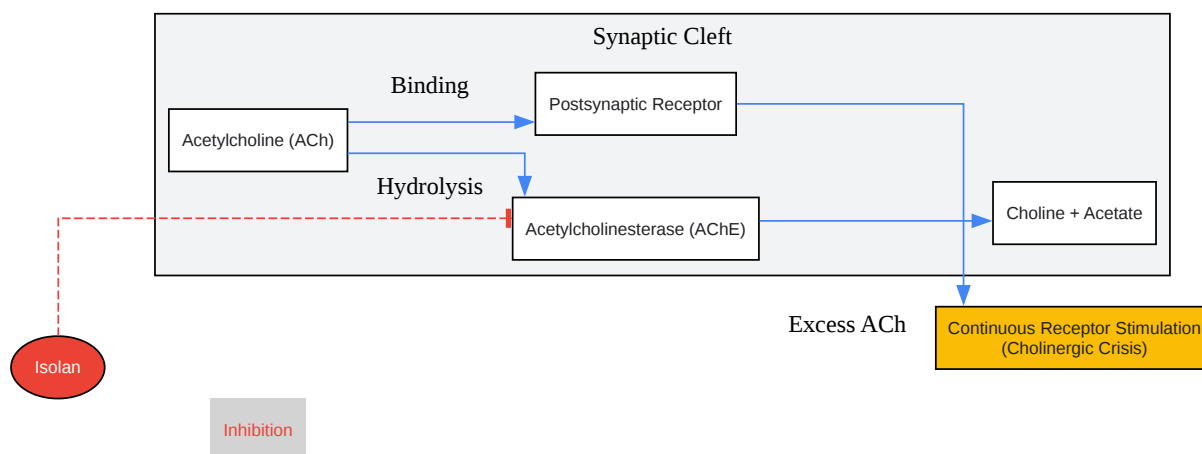 Synaptic Cleft
Binding
Postsynaptic Receptor
Acetylcholine (ACh)
Hydrolysis
Acetylcholinesterase (AChE)
Choline + Acetate
Excess ACh
Continuous Receptor Stimulation
(Cholinergic Crisis)
Isolan
Inhibition